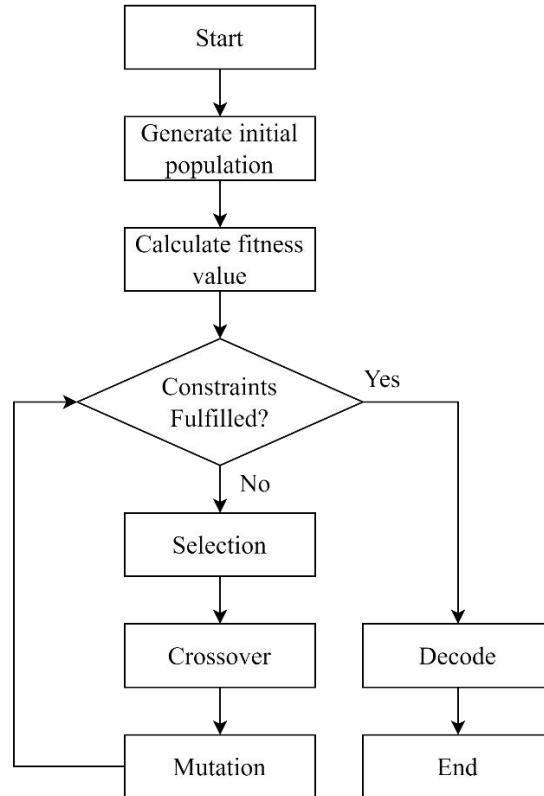 Start
Generate initial
population
Calculate fitness
value
Constraints
Fulfilled?
Yes
No
Selection
Crossover
Decode
Mutation
End